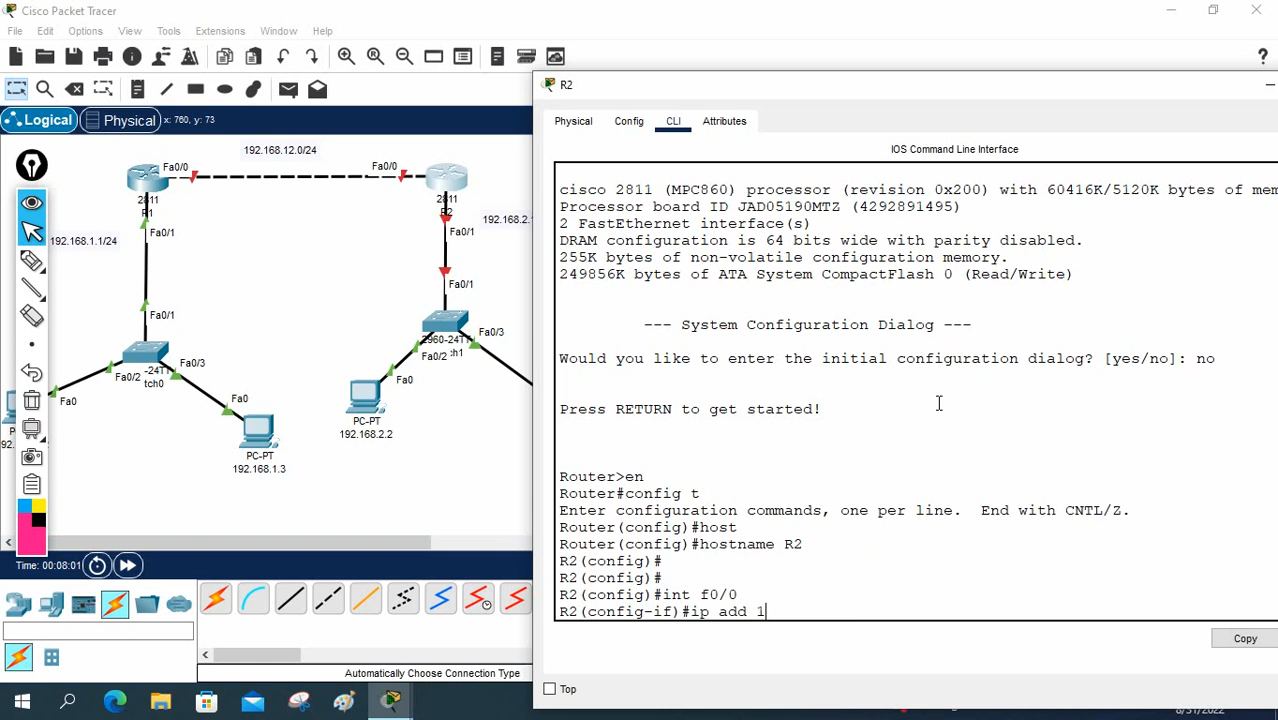 Cisco Packet Tracer
File Edit Options View Tools Extensions Window Help
Logical Physical x: 760, y: 73
192.168.12.0/24
Fa0/0
Fa0/0
2811
R1
2811
R2
192.168.2.
Fa0/1
Fa0/1
192.168.1.1/24
Fa0/1
Fa0/1
2960-24TT
tch1
Fa0/3
Fa0/2
-24TT
tch0
Fa0/3
Fa0/2
Fa0
Fa0
Fa0
PC-PT
192.168.2.2
PC-PT
192.168.1.3
Time: 00:08:01
Automatically Choose Connection Type
R2
Physical Config CLI Attributes
IOS Command Line Interface
cisco 2811 (MPC860) processor (revision 0x200) with 60416K/5120K bytes of mem
Processor board ID JAD05190MTZ (4292891495)
2 FastEthernet interface(s)
DRAM configuration is 64 bits wide with parity disabled.
255K bytes of non-volatile configuration memory.
249856K bytes of ATA System CompactFlash 0 (Read/Write)
--- System Configuration Dialog ---
Would you like to enter the initial configuration dialog? [yes/no]: no
Press RETURN to get started!
Router>en
Router#config t
Enter configuration commands, one per line. End with CNTL/Z.
Router(config)#host
Router(config)#hostname R2
R2(config)#
R2(config)#
R2(config)#int f0/0
R2(config-if)#ip add 1
Copy
Top